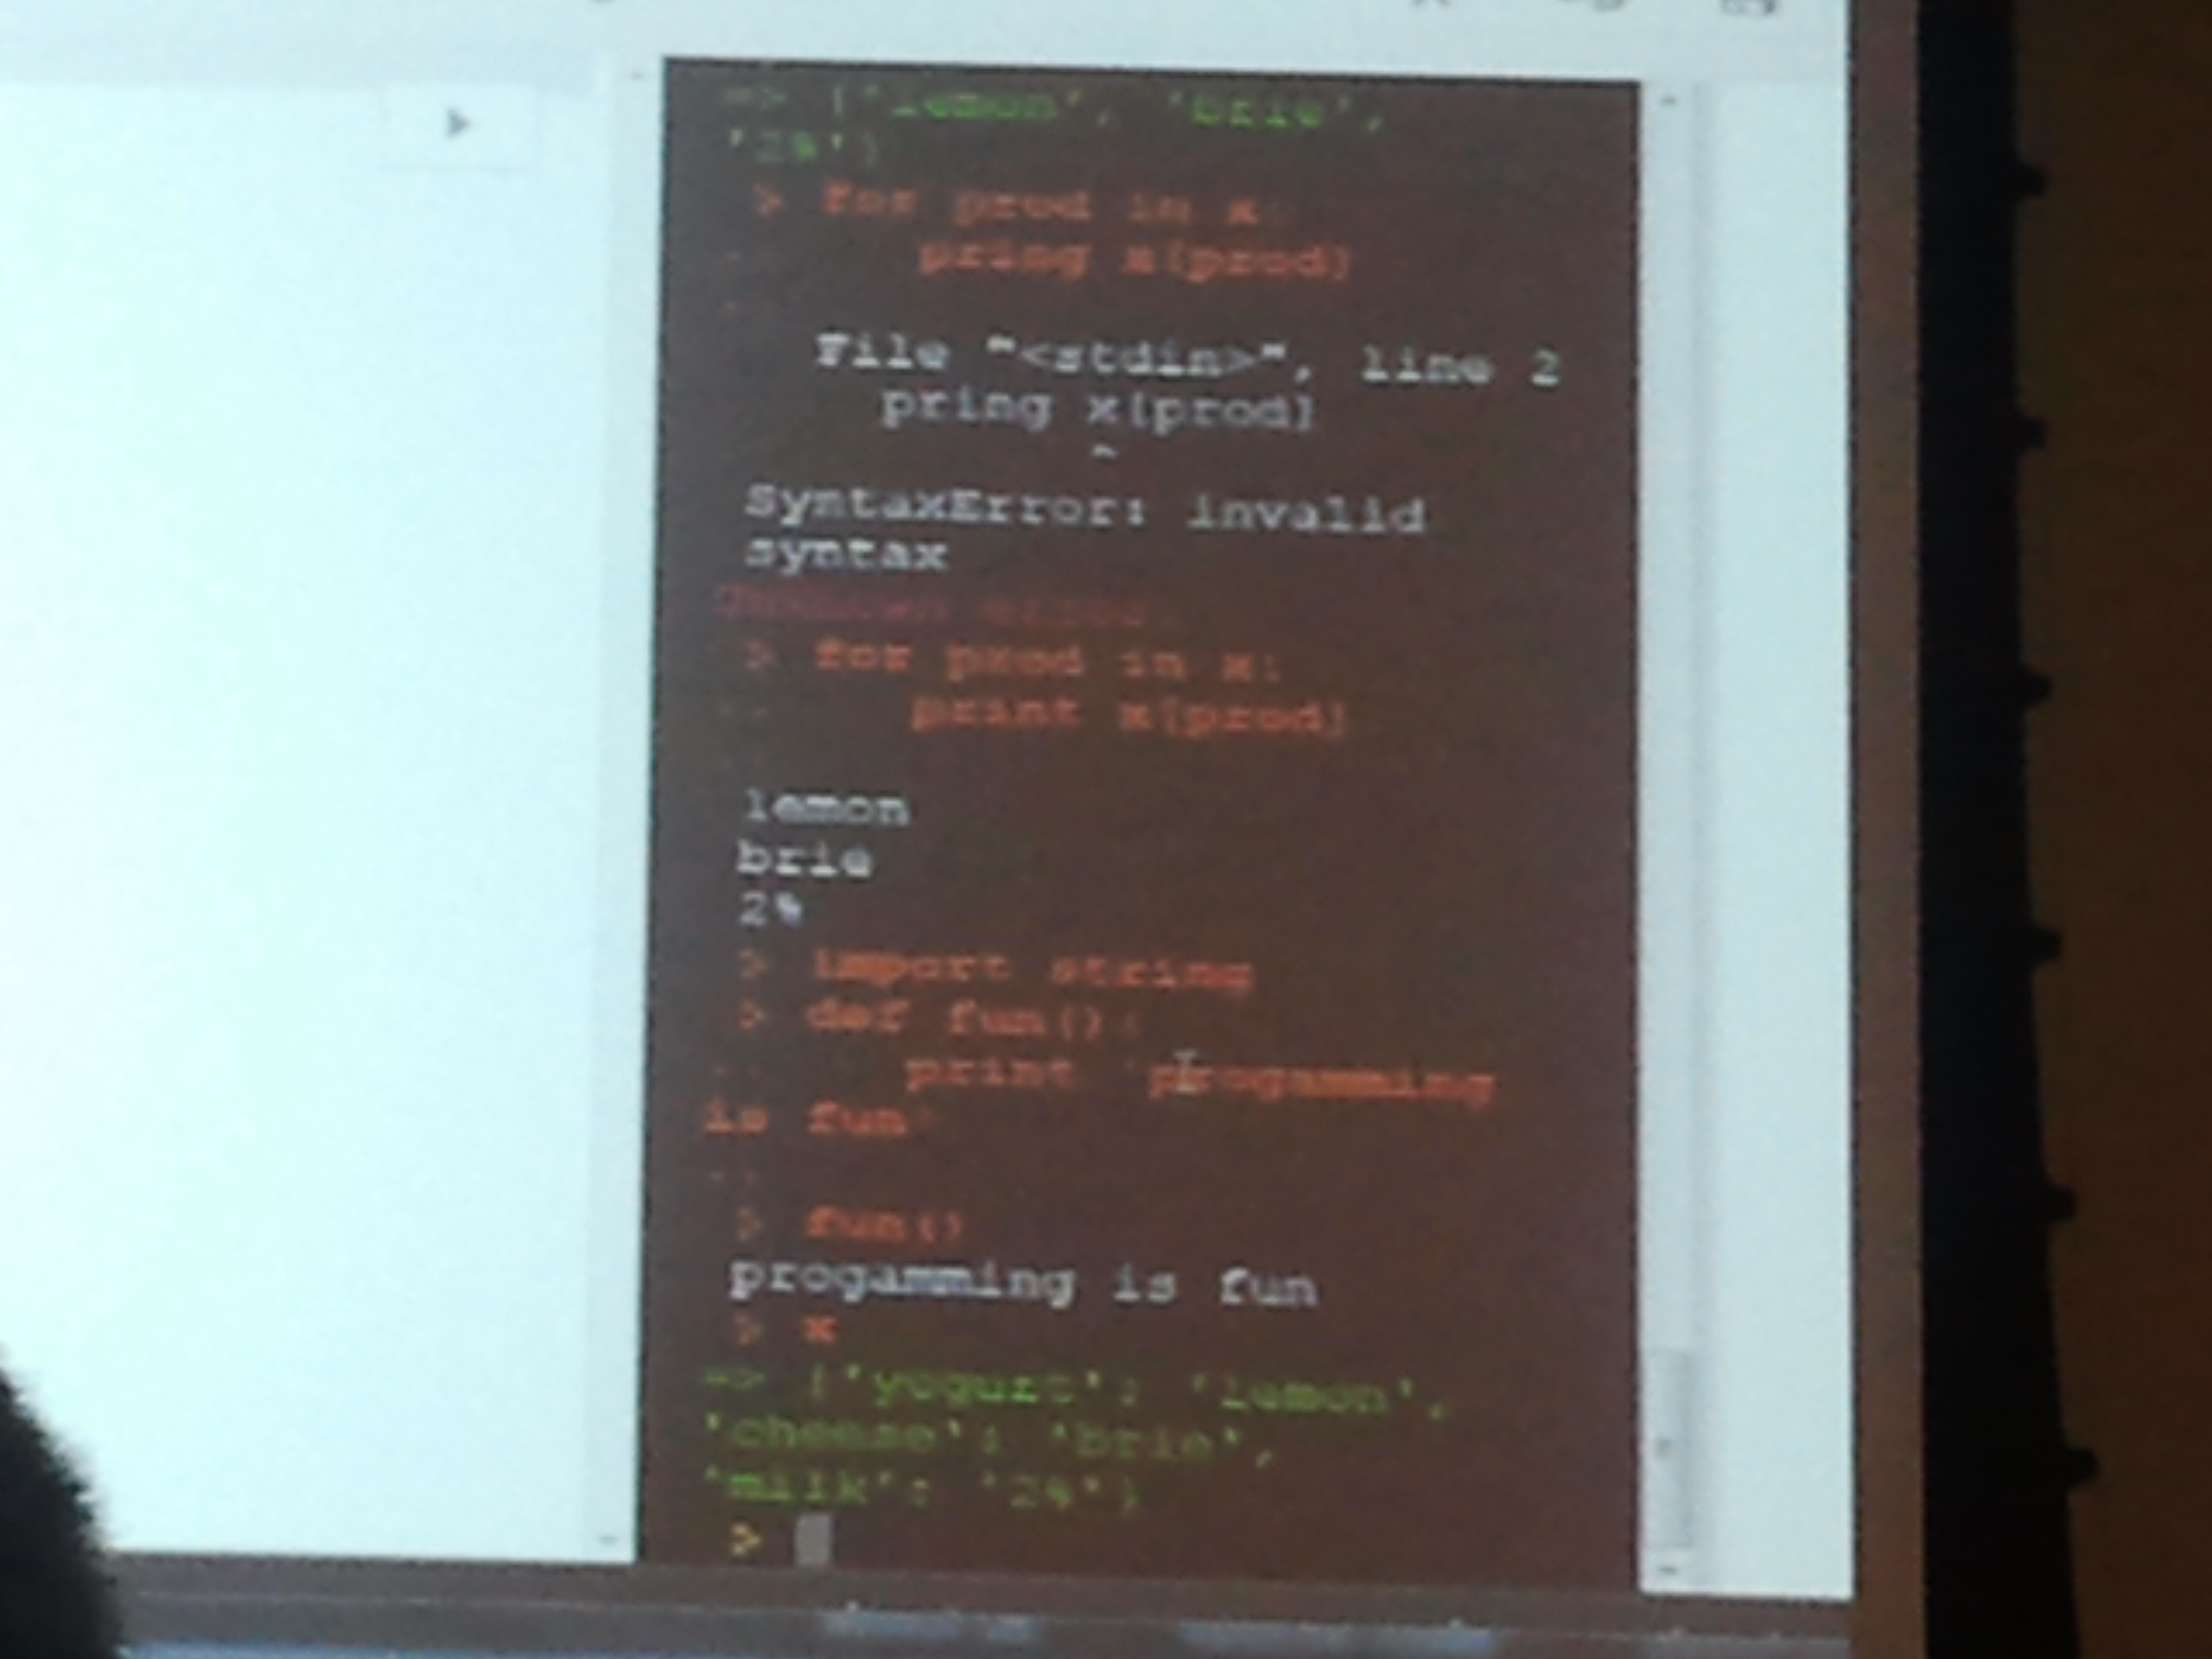 => ['lemon', 'brie',
'2%']
> for prod in x:
pring x[prod]
File "<stdin>", line 2
pring x[prod]
^
SyntaxError: invalid
syntax
> for prod in x:
print x[prod]
lemon
brie
2%
> import string
> def fun():
print 'progamming
is fun'
> fun()
progamming is fun
> x
=> {'yogurt': 'lemon',
'cheese': 'brie',
'milk': '2%'}
>